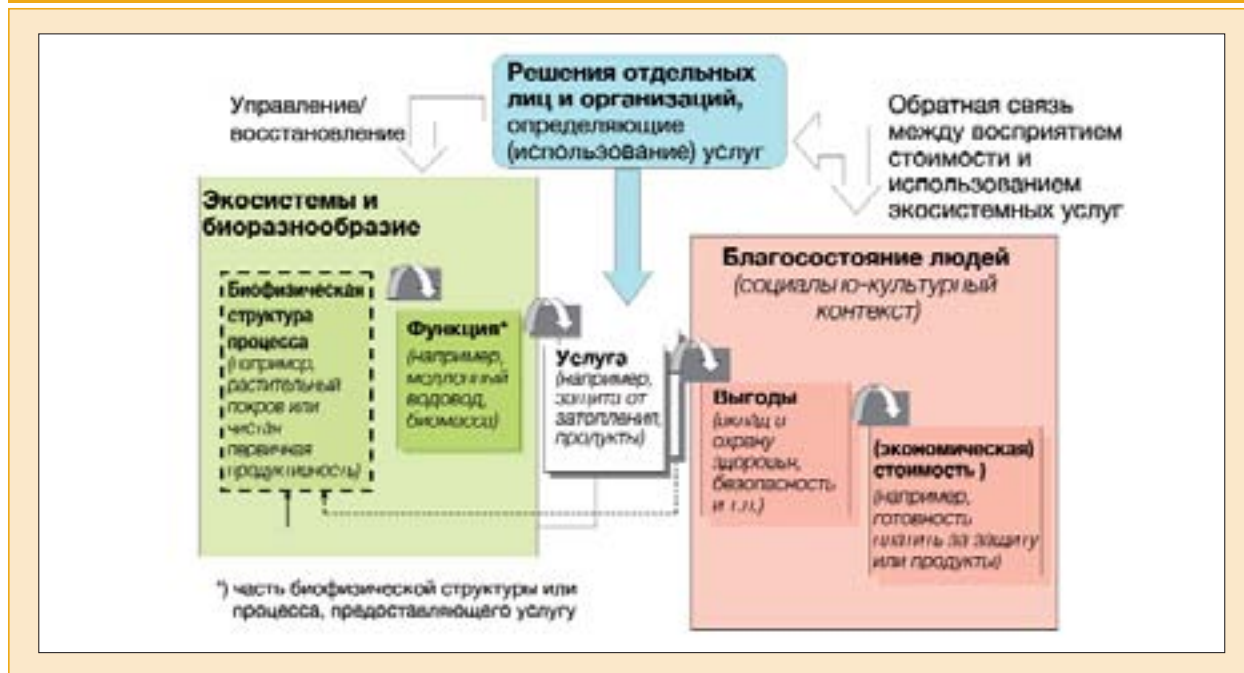 Решения отдельных
лиц и организаций,
определяющие
(использование) услуг
Управление/
восстановление
Обратная связь
между восприятием
стоимости и
использованием
экосистемных услуг
Экосистемы и
биоразнообразие
Биофизическая
структура
процесса
(например,
растительный
покров или
чистая
первичная
продуктивность)
Функция*
(например,
водовод,
биомасса)
Услуга
(например,
защита от
затопления,
продукты)
Благосостояние людей
(социально-культурный
контекст)
Выгоды
(вклад в
охрану
здоровья,
безопасность
и т.п.)
(экономическая)
стоимость )
(например,
готовность
платить за защиту
или продукты)
*) часть биофизической структуры или
процесса, предоставляющего услугу